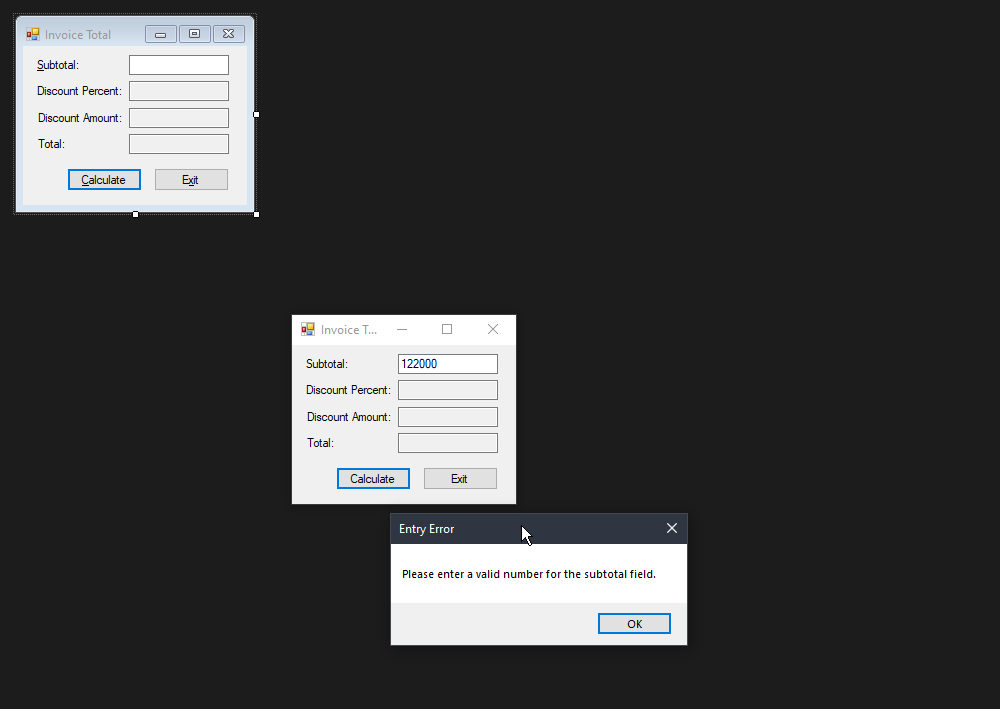 Invoice Total
Subtotal:
Discount Percent:
Discount Amount:
Total:
Calculate Exit
Invoice T...
Subtotal: 122000
Discount Percent:
Discount Amount:
Total:
Calculate Exit
Entry Error
Please enter a valid number for the subtotal field.
OK